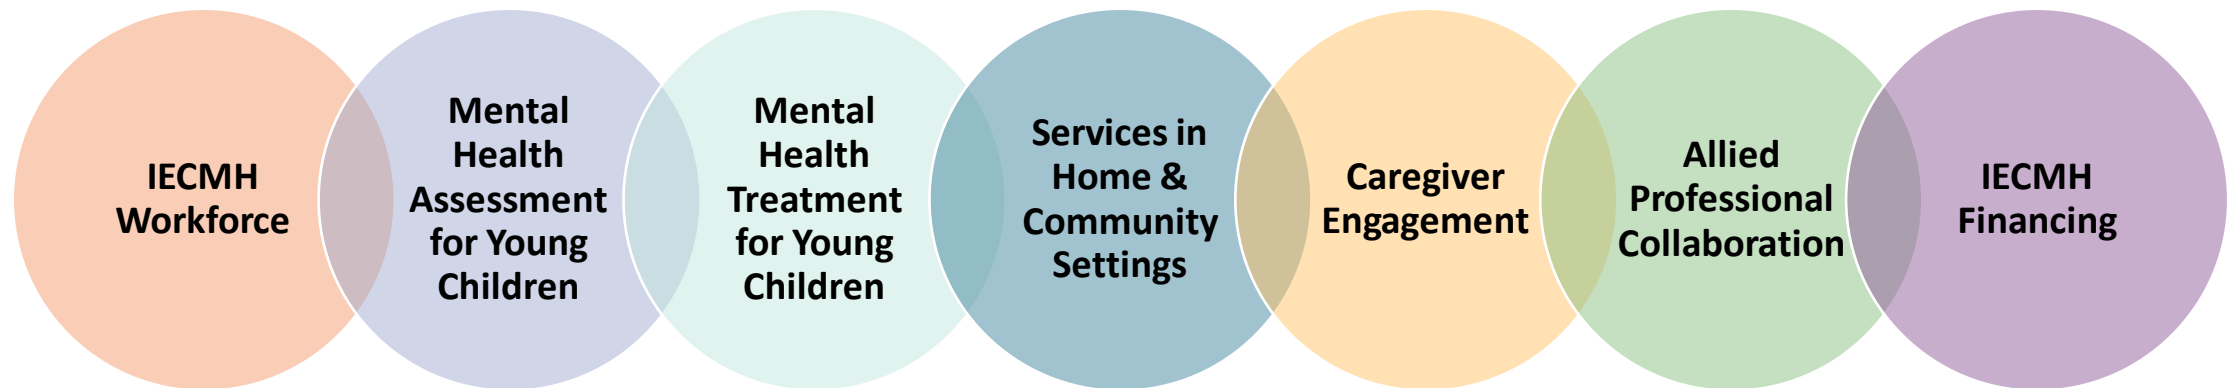 IECMH
Workforce
Mental
Health
Assessment
for Young
Children
Mental
Health
Treatment
for Young
Children
Services in
Home &
Community
Settings
Caregiver
Engagement
Allied
Professional
Collaboration
IECMH
Financing